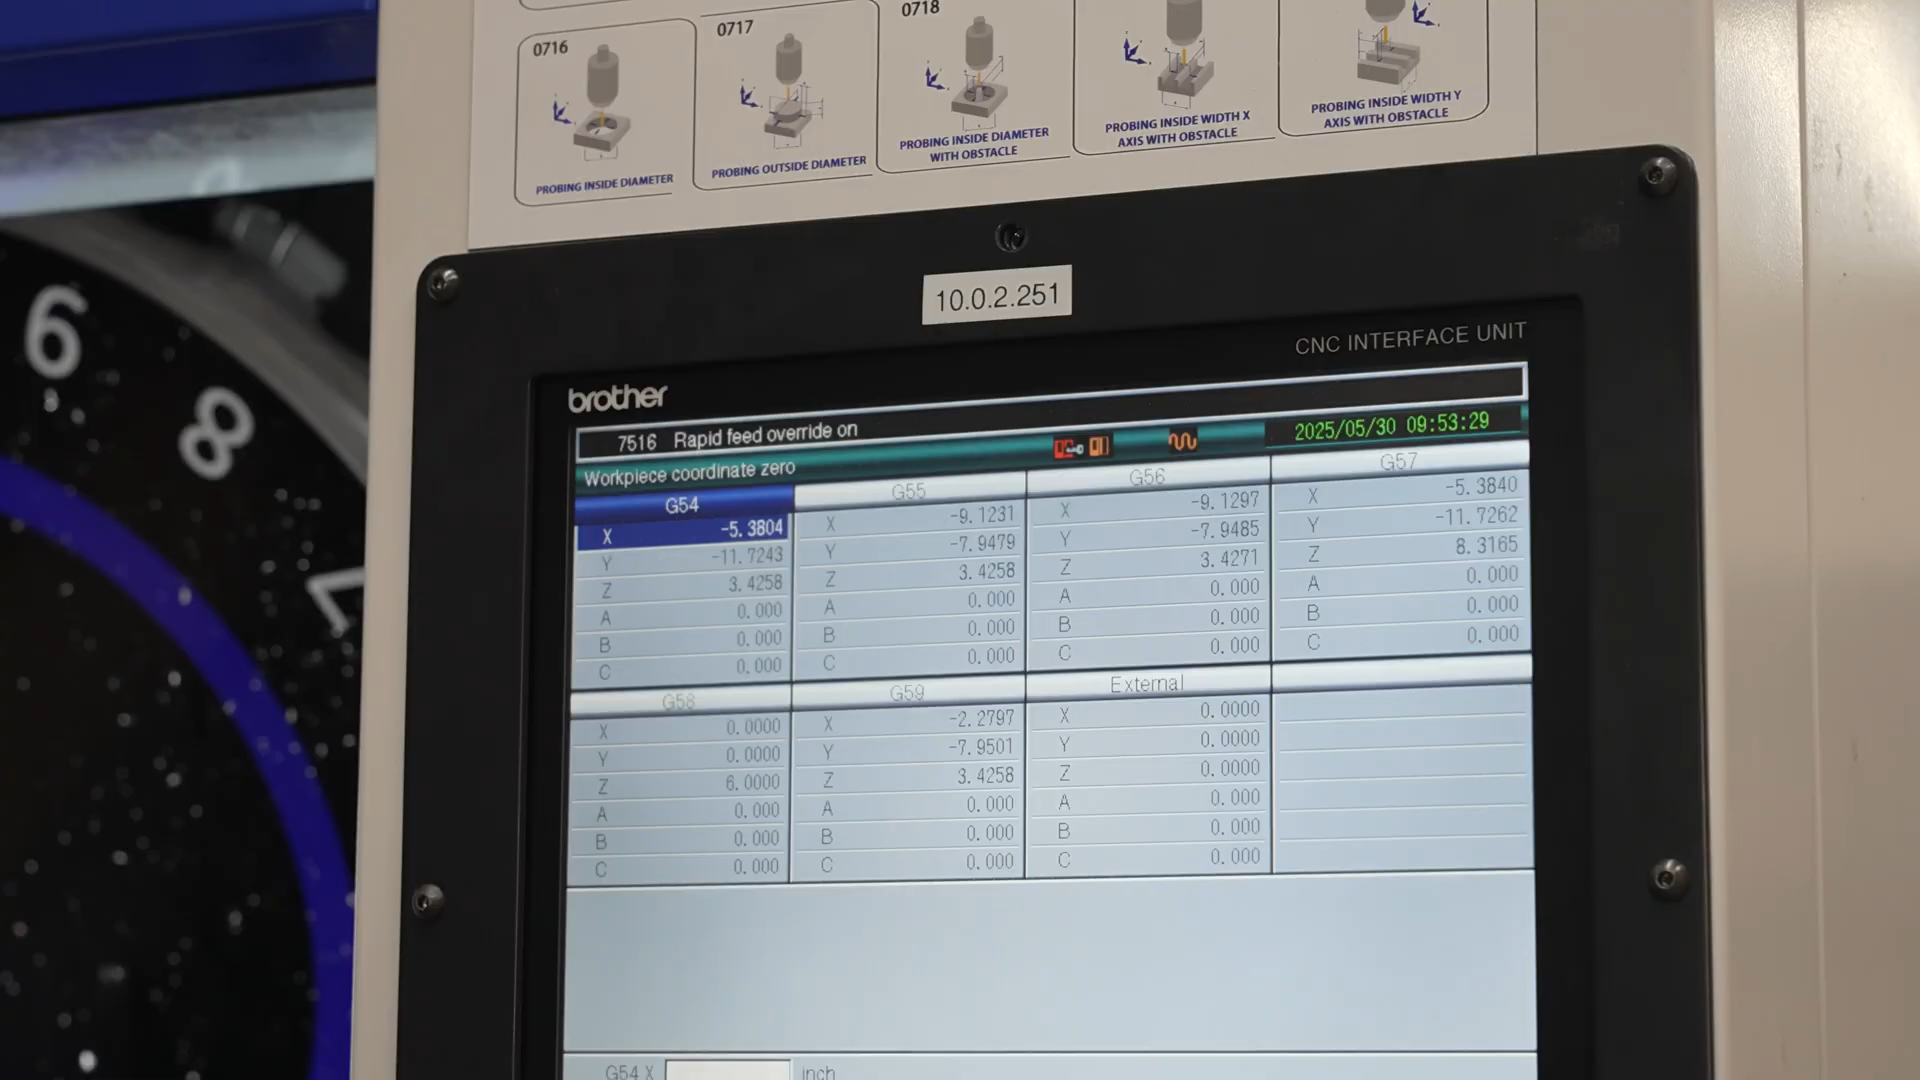 0716
PROBING INSIDE DIAMETER
0717
PROBING OUTSIDE DIAMETER
0718
PROBING INSIDE DIAMETER
WITH OBSTACLE
PROBING INSIDE WIDTH X
AXIS WITH OBSTACLE
PROBING INSIDE WIDTH Y
AXIS WITH OBSTACLE
6
8
10.0.2.251
CNC INTERFACE UNIT
brother
7516 Rapid feed override on
2025/05/30 09:53:29
Workpiece coordinate zero
G54
X -5.3804
Y -11.7243
Z 3.4258
A 0.000
B 0.000
C 0.000
G55
X -9.1231
Y -7.9479
Z 3.4258
A 0.000
B 0.000
C 0.000
G56
X -9.1297
Y -7.9485
Z 3.4271
A 0.000
B 0.000
C 0.000
G57
X -5.3840
Y -11.7262
Z 8.3165
A 0.000
B 0.000
C 0.000
G58
X 0.0000
Y 0.0000
Z 6.0000
A 0.000
B 0.000
C 0.000
G59
X -2.2797
Y -7.9501
Z 3.4258
A 0.000
B 0.000
C 0.000
External
X 0.0000
Y 0.0000
Z 0.0000
A 0.000
B 0.000
C 0.000
G54 X inch